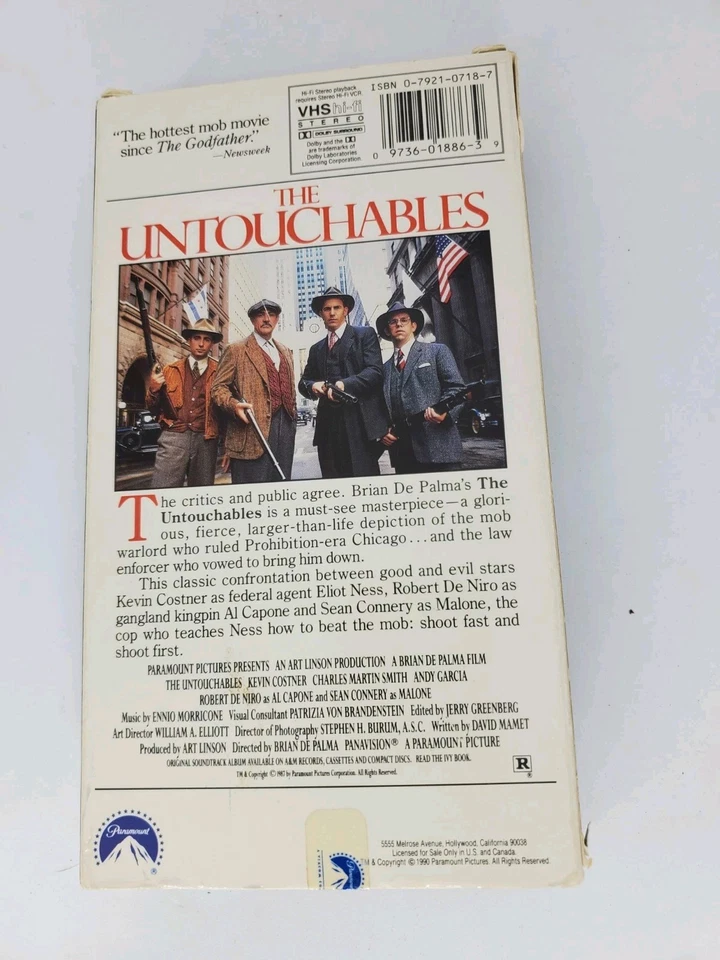 "The hottest mob movie
since The Godfather."
—Newsweek
Hi-Fi Stereo playback
requires Stereo Hi-Fi VCR
VHS hi-fi
STEREO
DOLBY SURROUND
Dolby and the
are trademarks of
Dolby Laboratories
Licensing Corporation
ISBN 0-7921-0718-7
0 9736-01886-3 9
THE
UNTOUCHABLES
The critics and public agree. Brian De Palma's The
Untouchables is a must-see masterpiece—a glori-
ous, fierce, larger-than-life depiction of the mob
warlord who ruled Prohibition-era Chicago...and the law
enforcer who vowed to bring him down.
This classic confrontation between good and evil stars
Kevin Costner as federal agent Eliot Ness, Robert De Niro as
gangland kingpin Al Capone and Sean Connery as Malone, the
cop who teaches Ness how to beat the mob: shoot fast and
shoot first.
PARAMOUNT PICTURES PRESENTS AN ART LINSON PRODUCTION A BRIAN DE PALMA FILM
THE UNTOUCHABLES KEVIN COSTNER CHARLES MARTIN SMITH ANDY GARCIA
ROBERT DE NIRO as AL CAPONE and SEAN CONNERY as MALONE
Music by ENNIO MORRICONE Visual Consultant PATRIZIA VON BRANDENSTEIN Edited by JERRY GREENBERG
Art Director WILLIAM A. ELLIOTT Director of Photography STEPHEN H. BURUM, A.S.C. Written by DAVID MAMET
Produced by ART LINSON Directed by BRIAN DE PALMA PANAVISION® A PARAMOUNT PICTURE
ORIGINAL SOUNDTRACK ALBUM AVAILABLE ON A&M RECORDS, CASSETTES AND COMPACT DISCS. READ THE IVY BOOK.
TM & Copyright © 1987 by Paramount Pictures Corporation. All Rights Reserved.
R
®
Paramount
®
5555 Melrose Avenue, Hollywood, California 90038
Licensed for Sale Only in U.S. and Canada.
TM & Copyright © 1990 Paramount Pictures. All Rights Reserved.